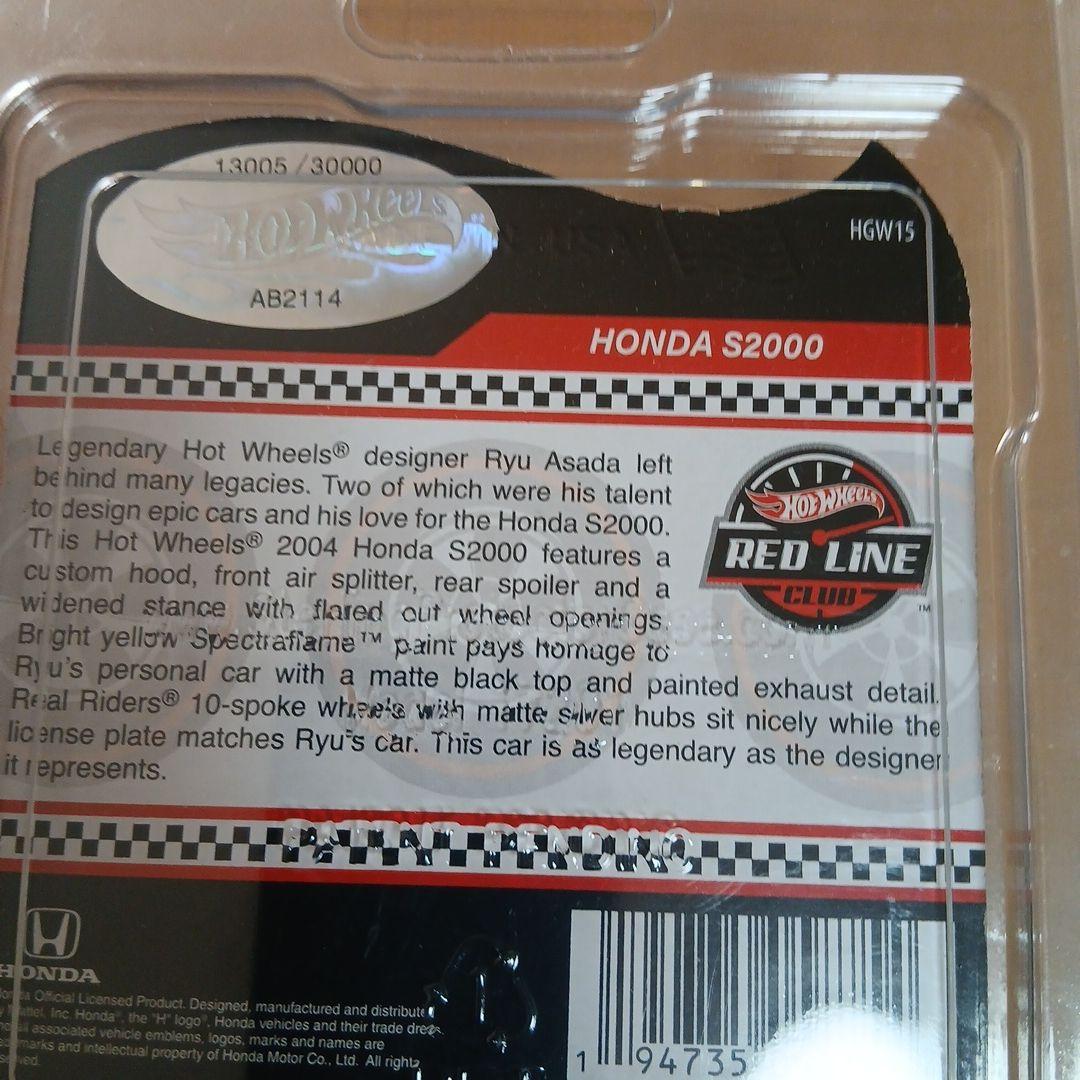 13005 / 30000
HOT WHEELS
AB2114
HGW15
HONDA S2000
Legendary Hot Wheels® designer Ryu Asada left
behind many legacies. Two of which were his talent
to design epic cars and his love for the Honda S2000.
This Hot Wheels® 2004 Honda S2000 features a
custom hood, front air splitter, rear spoiler and a
widened stance with flared out wheel openings.
Bright yellow Spectraflame™ paint pays homage to
Ryu's personal car with a matte black top and painted exhaust detail.
Real Riders® 10-spoke wheels with matte silver hubs sit nicely while the
license plate matches Ryu's car. This car is as legendary as the designer
it represents.
HOT WHEELS
RED LINE
CLUB™
PATENT PENDING
HONDA
Honda Official Licensed Product. Designed, manufactured and distribute
Mattel, Inc. Honda®, the "H" logo®, Honda vehicles and their trade dre
all associated vehicle emblems, logos, marks and names are
marks and intellectual property of Honda Motor Co., Ltd. All right
1 94735